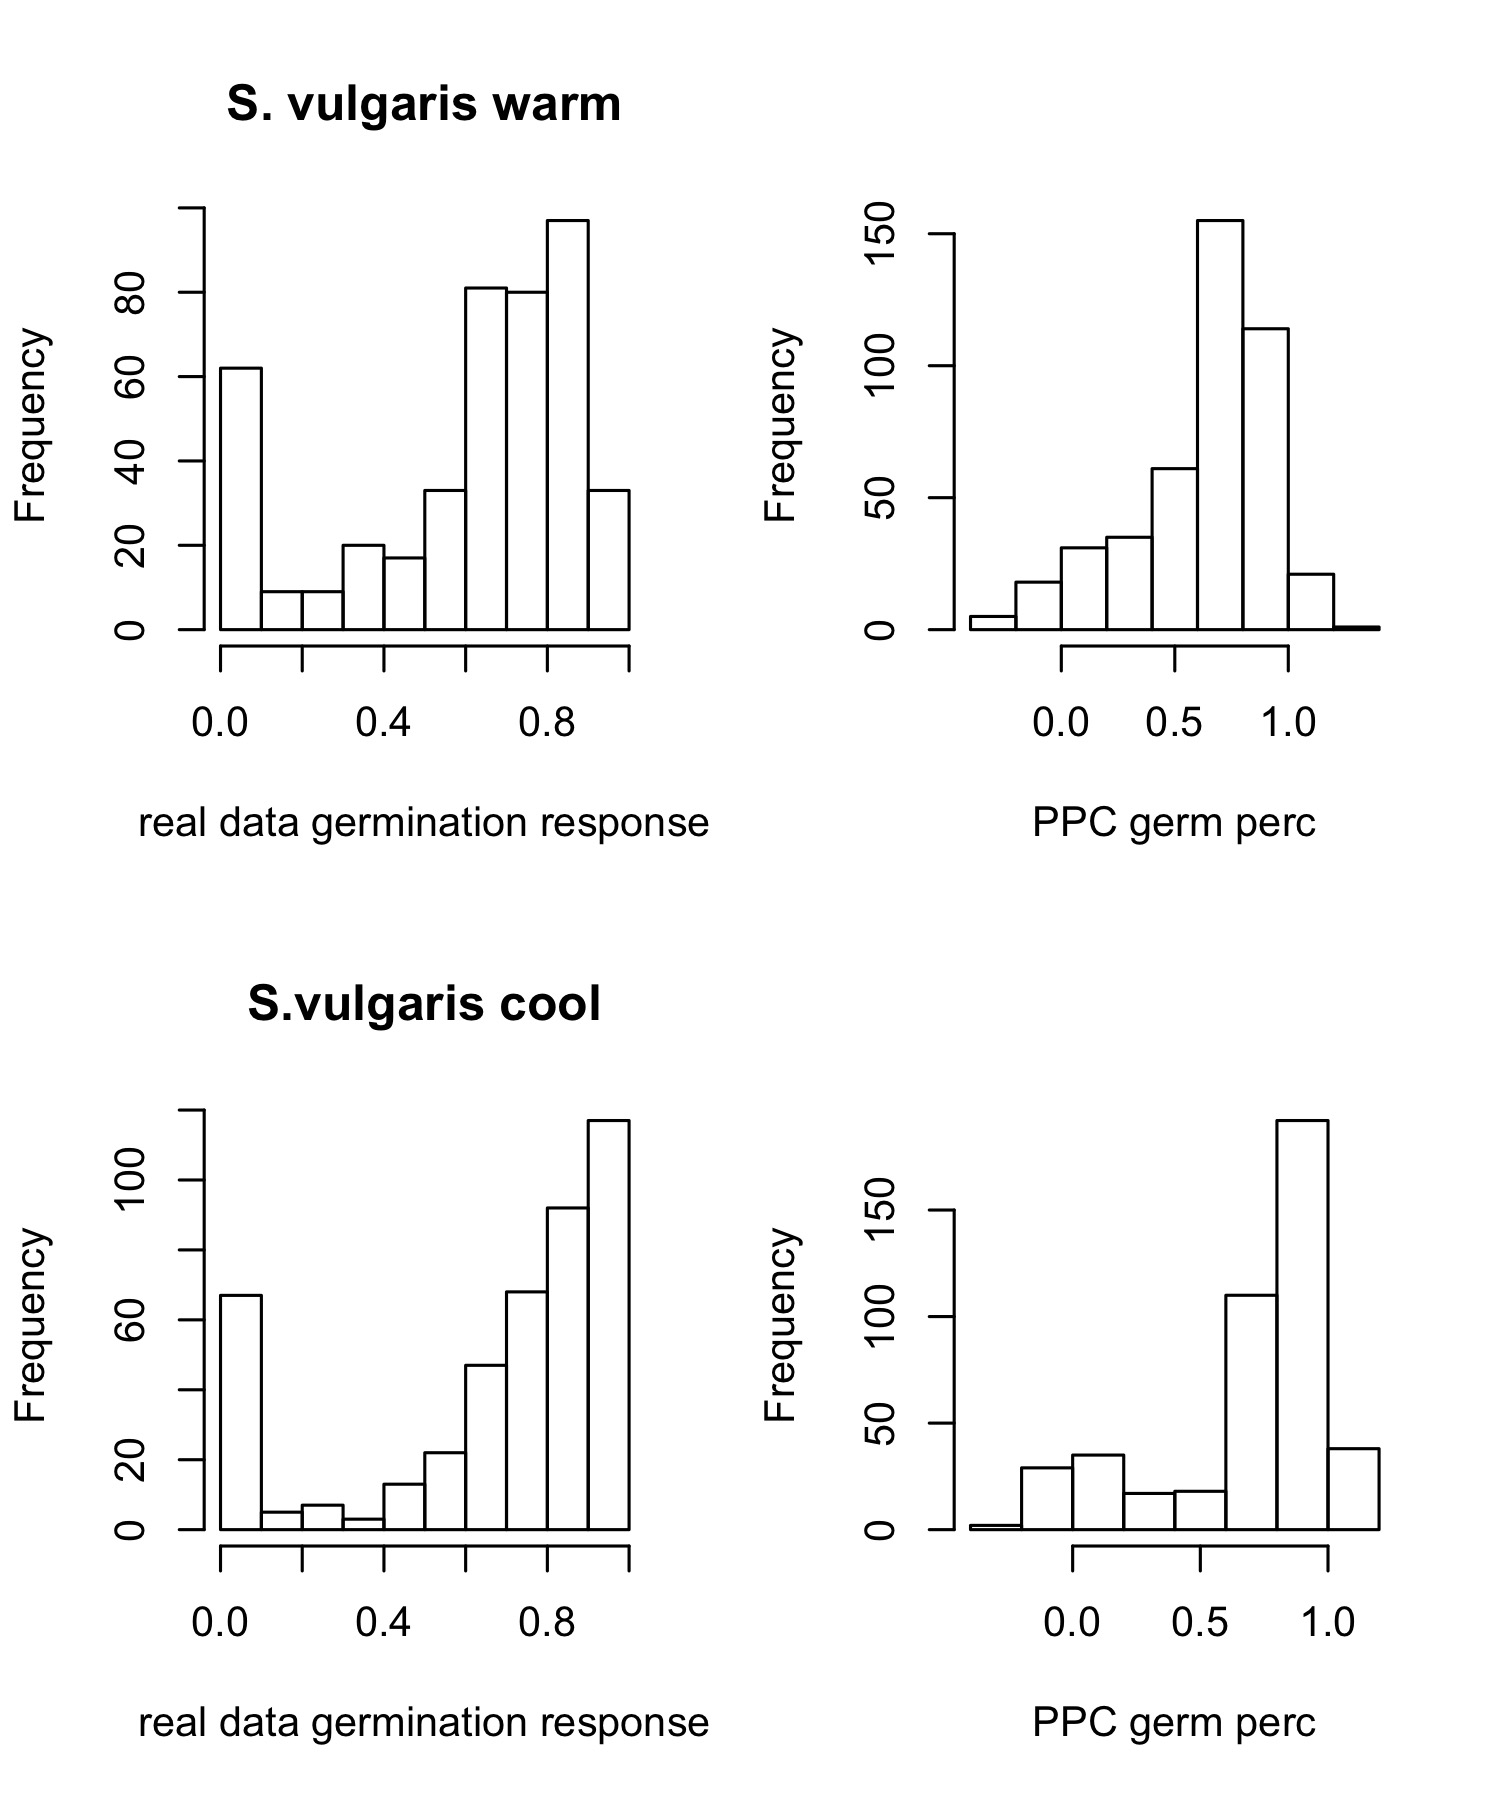 S. vulgaris warm
Frequency
0 20 40 60 80
0.0 0.4 0.8
real data germination response
Frequency
0 50 100 150
0.0 0.5 1.0
PPC germ perc
S.vulgaris cool
Frequency
0 20 60 100
0.0 0.4 0.8
real data germination response
Frequency
0 50 100 150
0.0 0.5 1.0
PPC germ perc